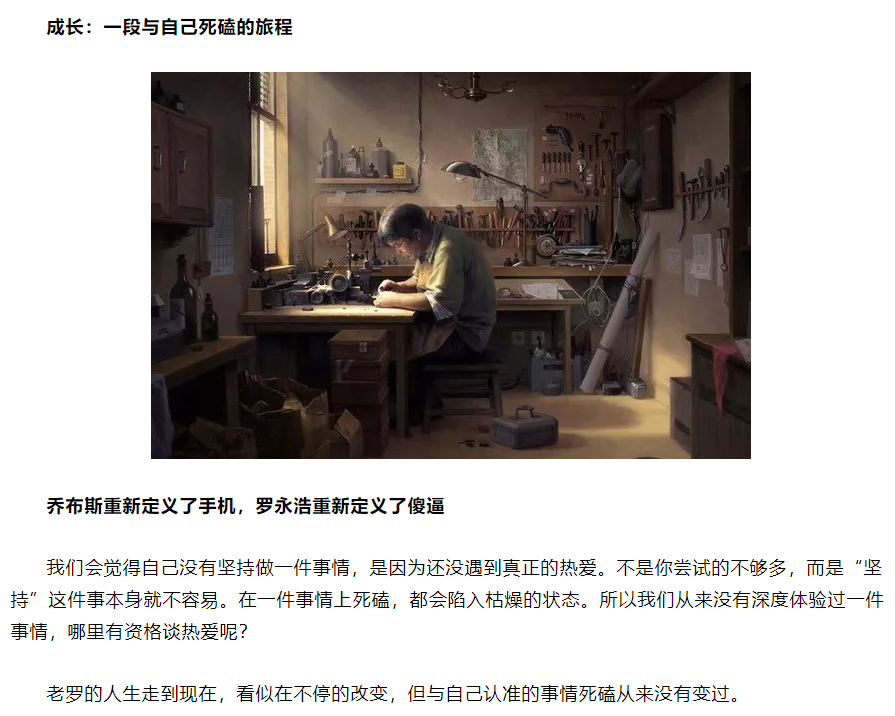 成长：一段与自己死磕的旅程
乔布斯重新定义了手机，罗永浩重新定义了傻逼
我们会觉得自己没有坚持做一件事情，是因为还没遇到真正的热爱。不是你尝试的不够多，而是“坚
持”这件事本身就不容易。在一件事情上死磕，都会陷入枯燥的状态。所以我们从来没有深度体验过一件
事情，哪里有资格谈热爱呢？
老罗的人生走到现在，看似在不停的改变，但与自己认准的事情死磕从来没有变过。